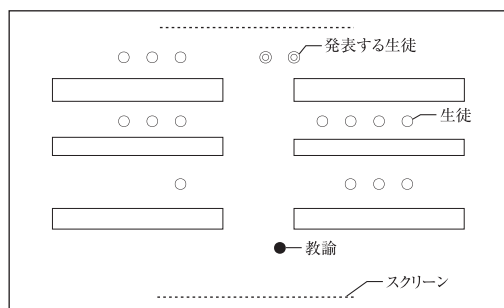 発表する生徒
生徒
教諭
スクリーン